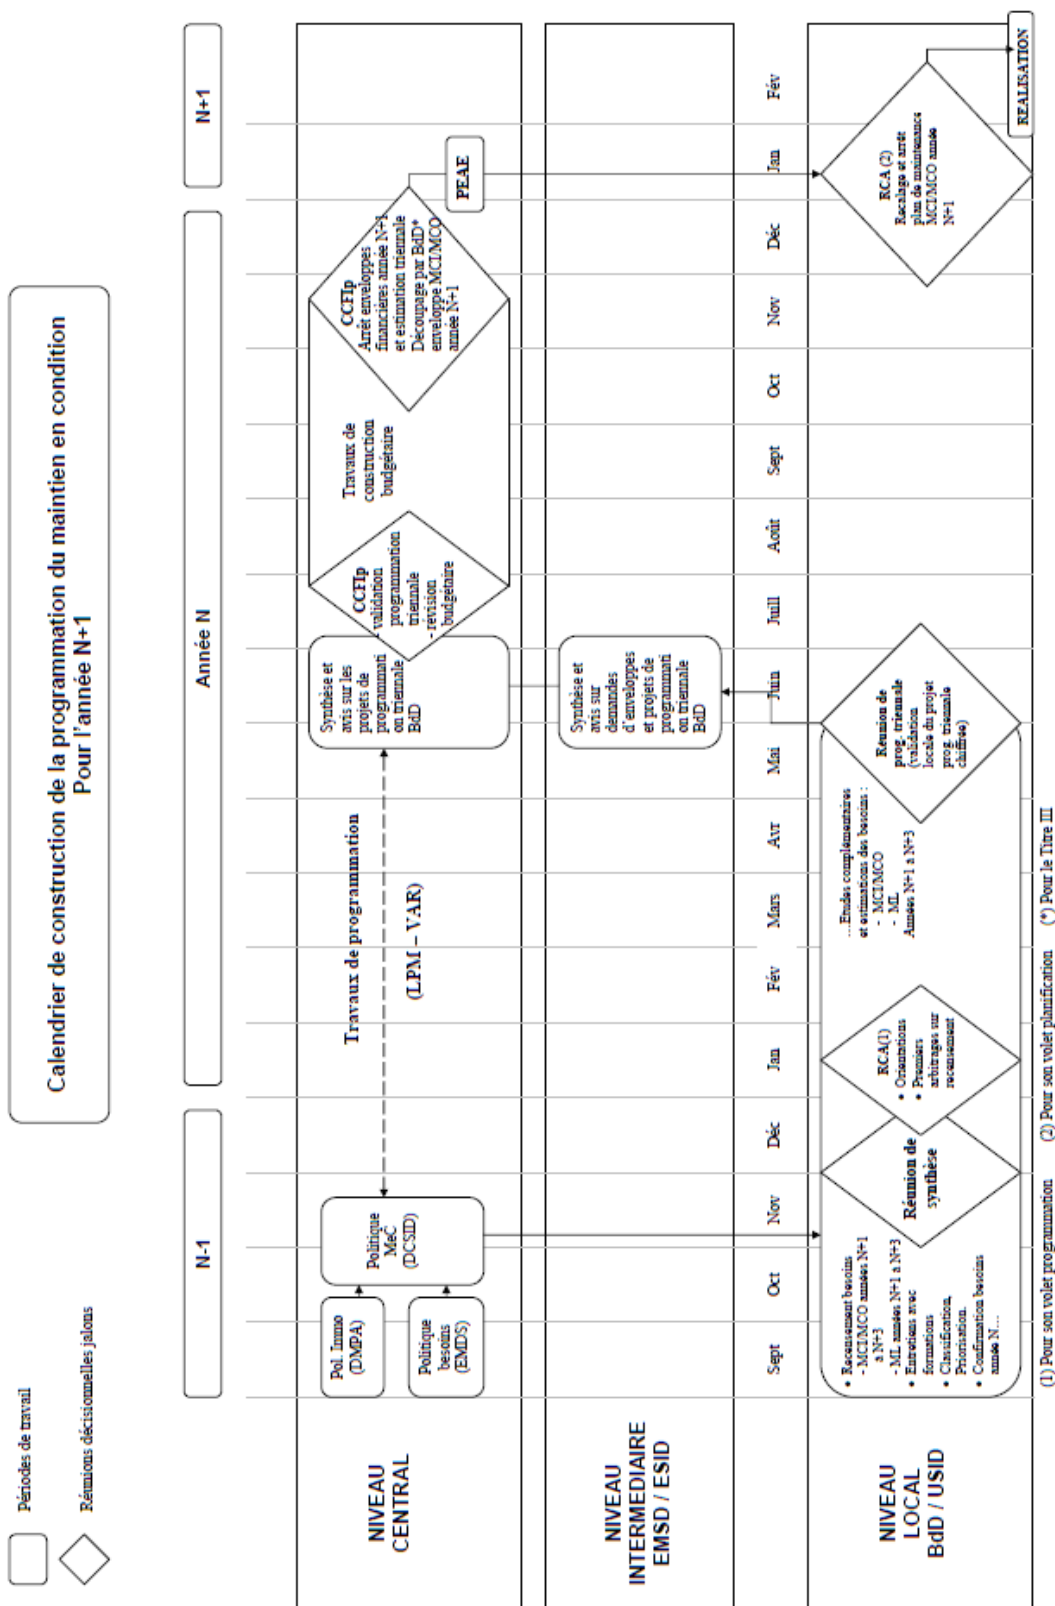 Calendrier de construction de la programmation du maintien en condition
Pour l'année N+1
Périodes de travail
Réunions décisionnelles jalons
N-1
Année N
N+1
NIVEAU
CENTRAL
Pol. Immo
(DMPA)
Politique
besoins
(EMDS)
Politique
MeC
(DCSID)
Travaux de programmation
(LPM – VAR)
Synthèse et
avis sur les
projets de
programmati
on triennale
BdD
CCFIp
- validation
programmation
triennale
- révision
budgétaire
Travaux de
construction
budgétaire
CCFIp
Arrêt enveloppes
financières année N+1
et estimation triennale
Découpage par BdD*
enveloppe MCI/MCO
année N+1
PEAE
NIVEAU
INTERMEDIAIRE
EMSD / ESID
Synthèse et
avis sur
demandes
d'enveloppes
et projets de
programmati
on triennale
BdD
Sept
Oct
Nov
Déc
Jan
Fév
Mars
Avr
Mai
Juin
Juill
Août
Sept
Oct
Nov
Déc
Jan
Fév
NIVEAU
LOCAL
BdD / USID
• Recensement besoins
- MCI/MCO années N+1
à N+3
- ML années N+1 à N+3
• Entretiens avec
formations
• Classification,
Priorisation.
• Confirmation besoins
année N…
Réunion de
synthèse
RCA(1)
• Orientations
• Premiers
arbitrages sur
recensement
…Etudes complémentaires
et estimations des besoins :
- MCI/MCO
- ML
Années N+1 à N+3
Réunion de
prog. triennale
(validation
locale du projet
prog. triennale
chiffrée)
RCA (2)
Recalage et arrêt
plan de maintenance
MCI/MCO année
N+1
REALISATION
(1) Pour son volet programmation (2) Pour son volet planification (*) Pour le Titre III